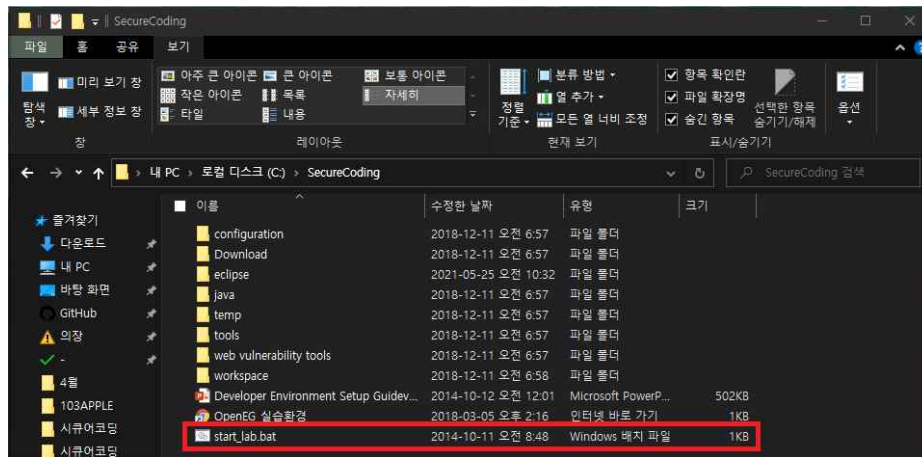 SecureCoding
파일 홈 공유 보기
미리 보기 창 아주 큰 아이콘 큰 아이콘 보통 아이콘 분류 방법 항목 확인란
작은 아이콘 목록 자세히 열 추가 파일 확장명
탐색 창 세부 정보 창 타일 내용 정렬 기준 모든 열 너비 조정 숨긴 항목 선택한 항목 숨기기/해제 옵션
창 레이아웃 현재 보기 표시/숨기기
내 PC › 로컬 디스크 (C:) › SecureCoding SecureCoding 검색
이름 수정한 날짜 유형 크기
즐겨찾기
다운로드
내 PC
바탕 화면
GitHub
의장
-
4월
103APPLE
시큐어코딩
시큐어코딩
configuration 2018-12-11 오전 6:57 파일 폴더
Download 2018-12-11 오전 6:57 파일 폴더
eclipse 2021-05-25 오전 10:32 파일 폴더
java 2018-12-11 오전 6:57 파일 폴더
temp 2018-12-11 오전 6:57 파일 폴더
tools 2018-12-11 오전 6:57 파일 폴더
web vulnerability tools 2018-12-11 오전 6:57 파일 폴더
workspace 2018-12-11 오전 6:58 파일 폴더
Developer Environment Setup Guidev... 2014-10-12 오전 12:01 Microsoft PowerP... 502KB
OpenEG 실습환경 2018-03-05 오후 2:16 인터넷 바로 가기 1KB
start_lab.bat 2014-10-11 오전 8:48 Windows 배치 파일 1KB